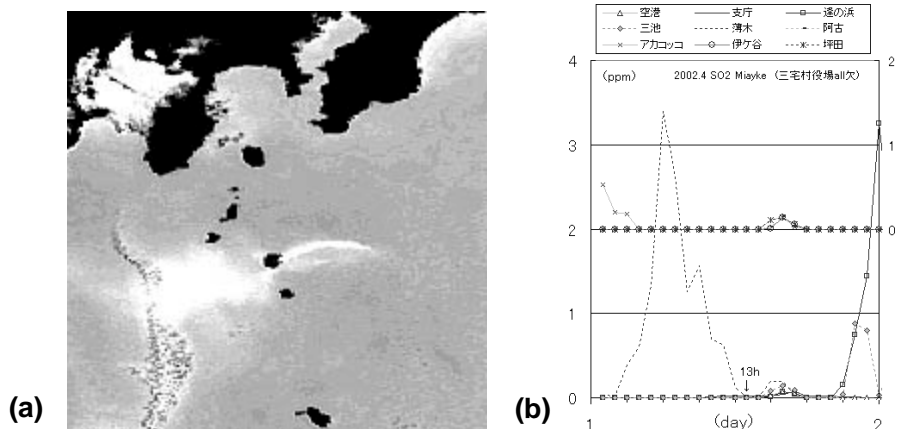 空港 支庁 逢の浜
三池 薄木 阿古
アカコッコ 伊ケ谷 坪田
4 (ppm) 2002.4 SO2 Miayke (三宅村役場all欠) 2
3 1
2 0
1
13h
0
1 (day) 2
(a) (b)